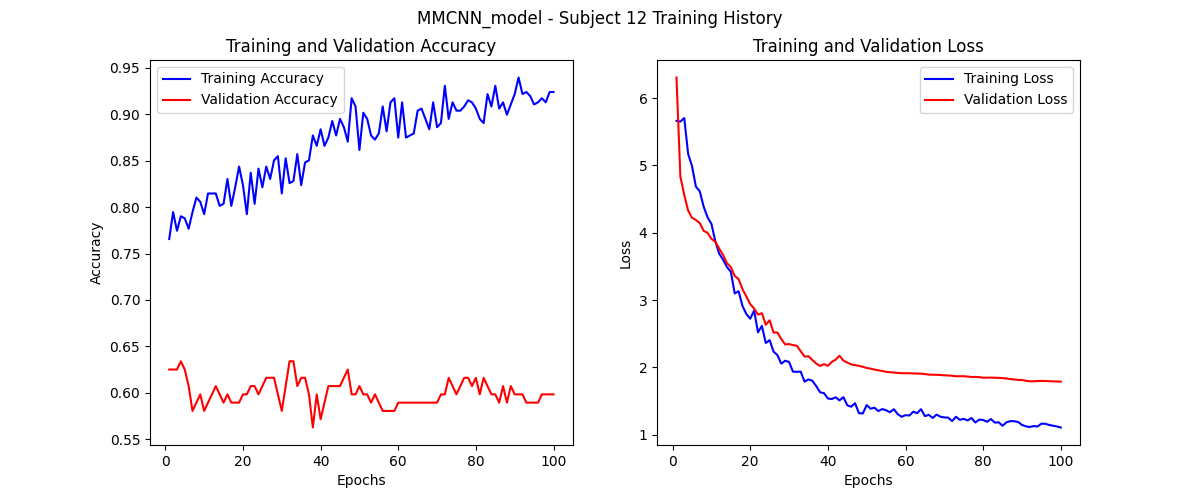 MMCNN_model - Subject 12 Training History
Training and Validation Accuracy
Training Accuracy
Validation Accuracy
0.95
0.90
0.85
0.80
0.75
0.70
0.65
0.60
0.55
Accuracy
0
20
40
60
80
100
Epochs
Training and Validation Loss
Training Loss
Validation Loss
6
5
4
3
2
1
Loss
0
20
40
60
80
100
Epochs